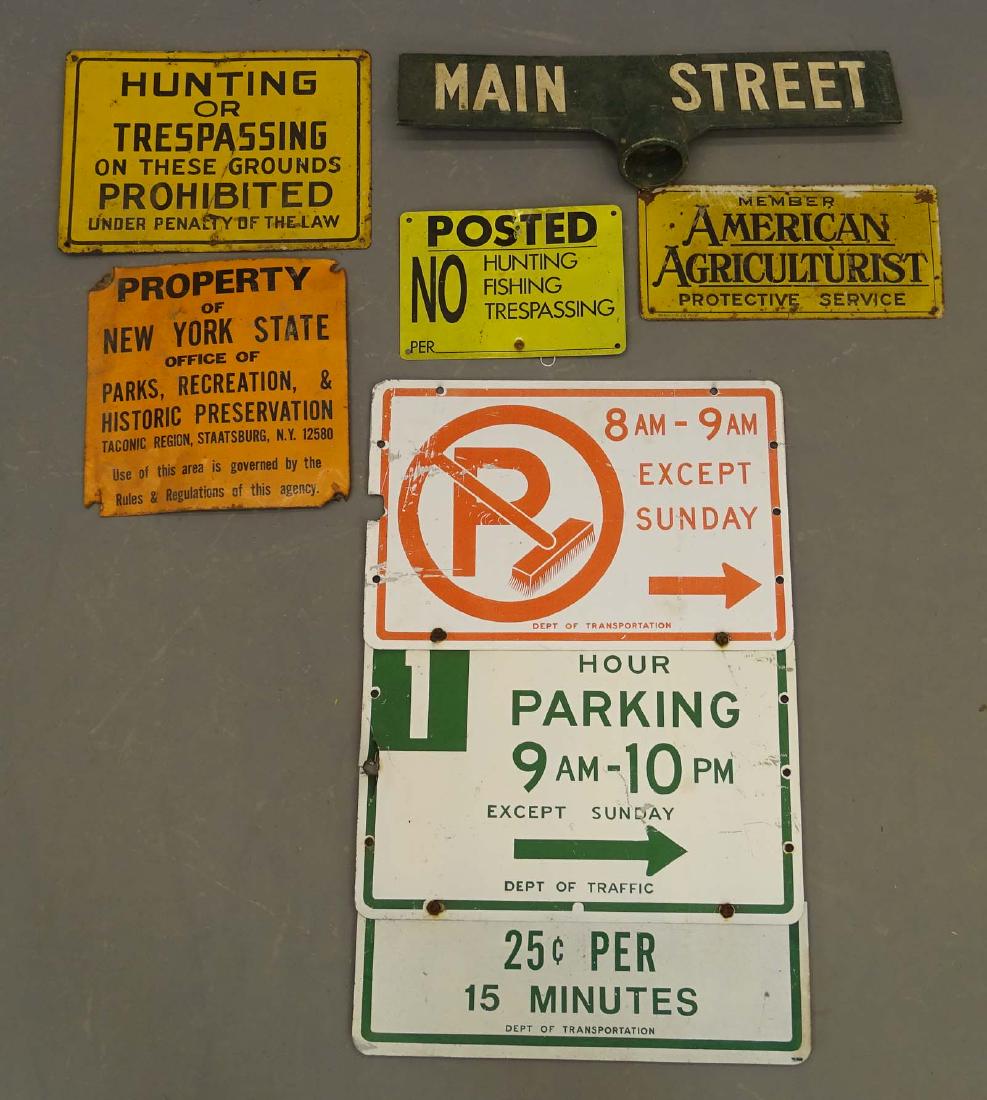 HUNTING
OR
TRESPASSING
ON THESE GROUNDS
PROHIBITED
UNDER PENALTY OF THE LAW
MAIN STREET
MEMBER
AMERICAN
AGRICULTURIST
PROTECTIVE SERVICE
POSTED
NO
HUNTING
FISHING
TRESPASSING
PER
PROPERTY
OF
NEW YORK STATE
OFFICE OF
PARKS, RECREATION, &
HISTORIC PRESERVATION
TACONIC REGION, STAATSBURG, N.Y. 12580
Use of this area is governed by the
Rules & Regulations of this agency.
P
8 AM - 9 AM
EXCEPT
SUNDAY
DEPT OF TRANSPORTATION
1
HOUR
PARKING
9 AM - 10 PM
EXCEPT SUNDAY
DEPT OF TRAFFIC
25¢ PER
15 MINUTES
DEPT OF TRANSPORTATION